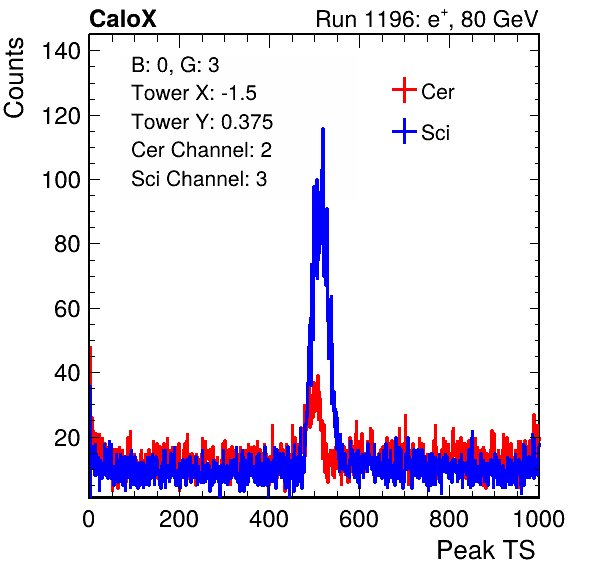 CaloX Run 1196: e⁺, 80 GeV
Counts
140
120
100
80
60
40
20
B: 0, G: 3
Tower X: -1.5
Tower Y: 0.375
Cer Channel: 2
Sci Channel: 3
Cer
Sci
0 200 400 600 800 1000
Peak TS